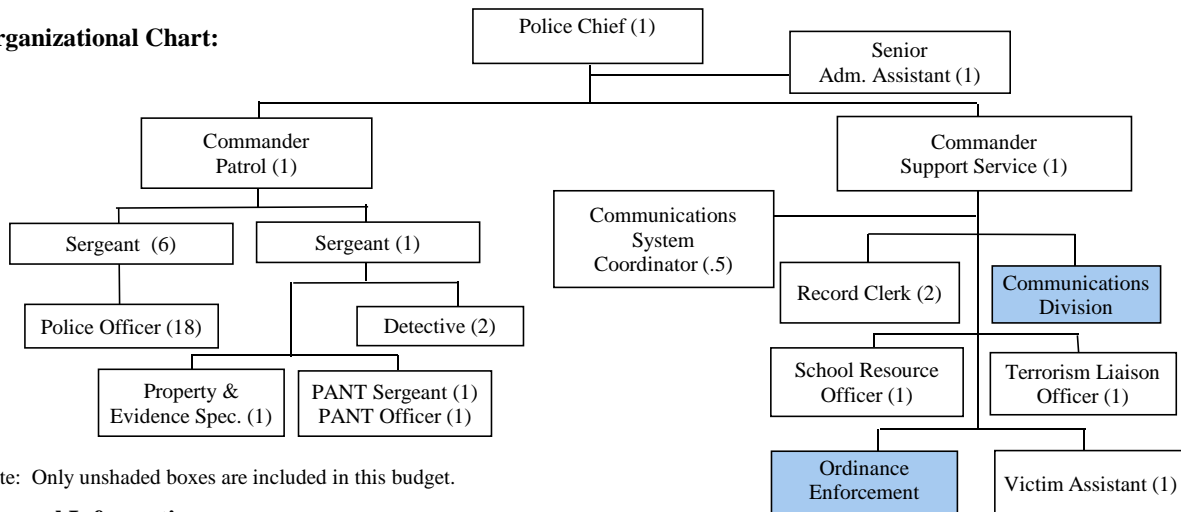 rganizational Chart:
Police Chief (1)
Senior
Adm. Assistant (1)
Commander
Patrol (1)
Commander
Support Service (1)
Sergeant (6)
Sergeant (1)
Communications
System
Coordinator (.5)
Record Clerk (2)
Communications
Division
Police Officer (18)
Detective (2)
School Resource
Officer (1)
Terrorism Liaison
Officer (1)
Property &
Evidence Spec. (1)
PANT Sergeant (1)
PANT Officer (1)
Ordinance
Enforcement
Victim Assistant (1)
te: Only unshaded boxes are included in this budget.